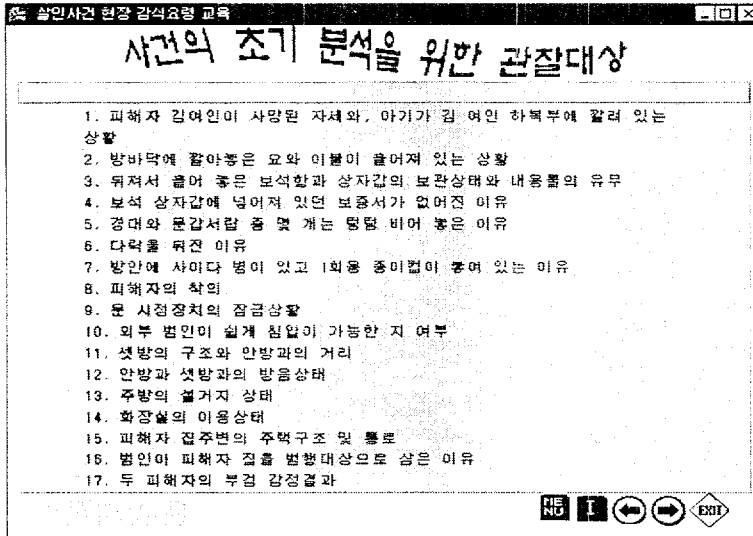 살인사건 현장 감식요령 교육
사건의 초기 분석을 위한 관찰대상
1. 피해자 김여인이 사망된 자세와, 아기가 김 여인 하복부에 깔려 있는
상황
2. 방바닥에 깔아놓은 요와 이불이 흩어져 있는 상황
3. 뒤져서 흩어 놓은 보석함과 상자갑의 보관상태와 내용물의 유무
4. 보석 상자갑에 넣어져 있던 보증서가 없어진 이유
5. 경대와 문갑서랍 중 몇 개는 텅텅 비어 놓은 이유
6. 다락을 뒤진 이유
7. 방안에 사이다 병이 있고 1회용 종이컵이 놓여 있는 이유
8. 피해자의 착의
9. 문 시정장치의 잠금상황
10. 외부 범인이 쉽게 침입이 가능한 지 여부
11. 셋방의 구조와 안방과의 거리
12. 안방과 셋방과의 방음상태
13. 주방의 설거지 상태
14. 화장실의 이용상태
15. 피해자 집주변의 주택구조 및 통로
16. 범인이 피해자 집을 범행대상으로 삼은 이유
17. 두 피해자의 부검 감정결과
ME
NU I EXIT